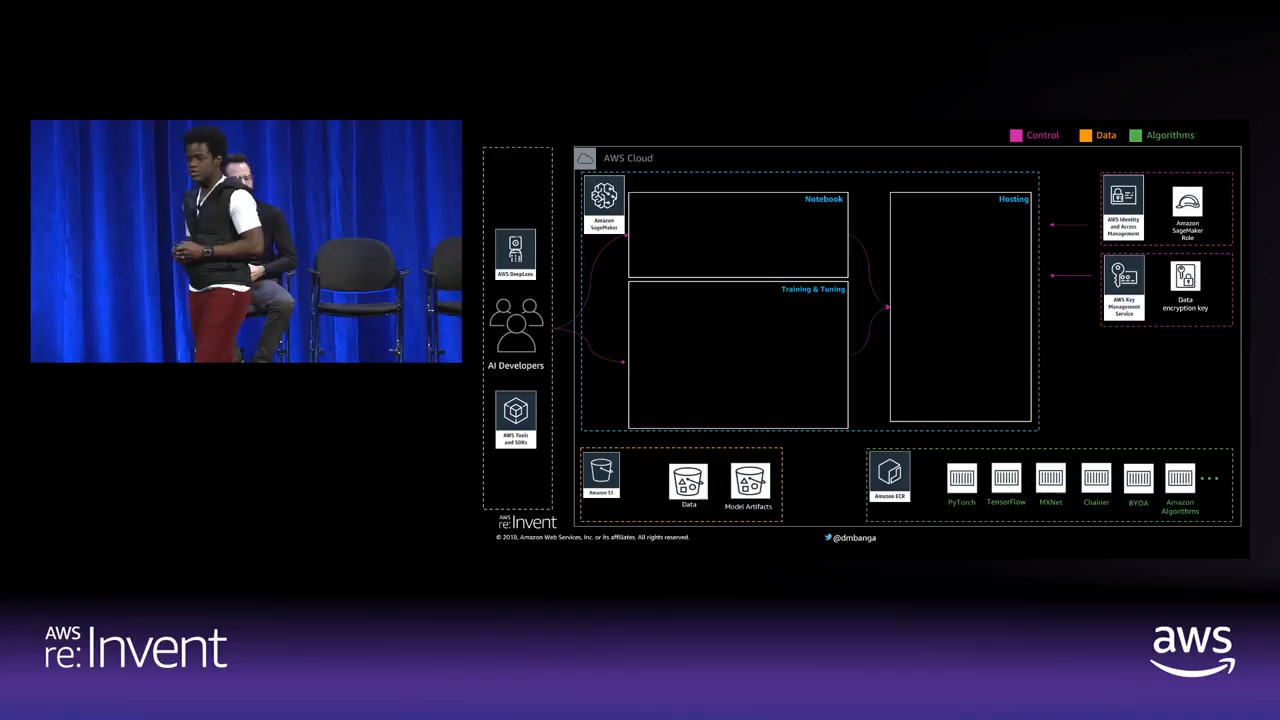 Control
Data
Algorithms
AWS Cloud
Amazon
SageMaker
Notebook
Hosting
AWS Identity
and Access
Management
Amazon
SageMaker
Role
AWS DeepLens
Training & Tuning
AWS Key
Management
Service
Data
encryption key
AI Developers
AWS Tools
and SDKs
Amazon S3
Data
Model Artifacts
Amazon ECR
PyTorch
TensorFlow
MXNet
Chainer
BYOA
Amazon
Algorithms
AWS
re:Invent
© 2018, Amazon Web Services, Inc. or its affiliates. All rights reserved.
@dmbanga
AWS
re:Invent
aws